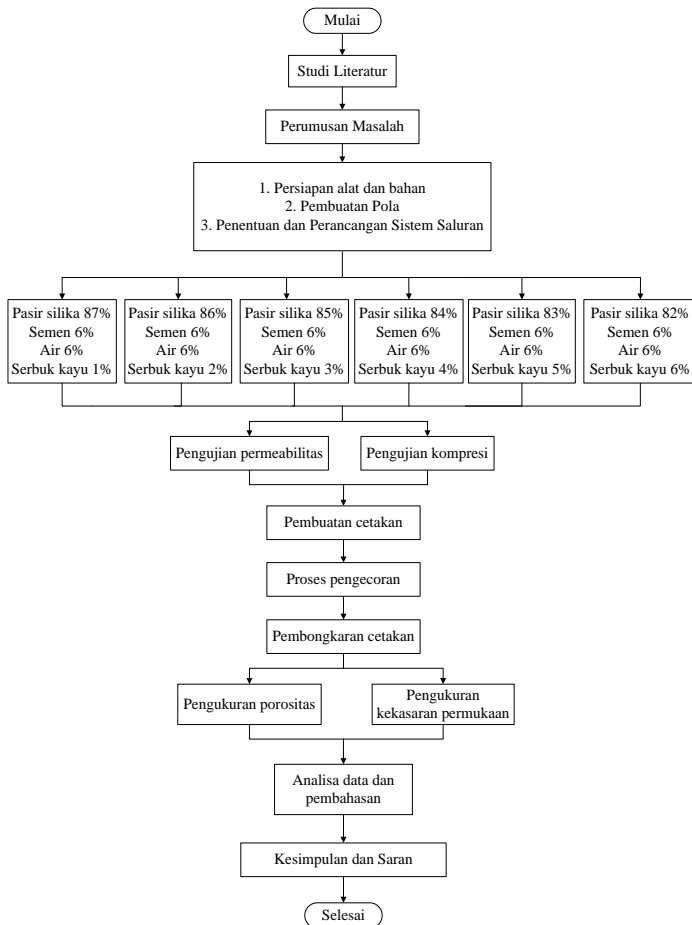 Mulai
Studi Literatur
Perumusan Masalah
1. Persiapan alat dan bahan
2. Pembuatan Pola
3. Penentuan dan Perancangan Sistem Saluran
Pasir silika 87%
Semen 6%
Air 6%
Serbuk kayu 1%
Pasir silika 86%
Semen 6%
Air 6%
Serbuk kayu 2%
Pasir silika 85%
Semen 6%
Air 6%
Serbuk kayu 3%
Pasir silika 84%
Semen 6%
Air 6%
Serbuk kayu 4%
Pasir silika 83%
Semen 6%
Air 6%
Serbuk kayu 5%
Pasir silika 82%
Semen 6%
Air 6%
Serbuk kayu 6%
Pengujian permeabilitas
Pengujian kompresi
Pembuatan cetakan
Proses pengecoran
Pembongkaran cetakan
Pengukuran porositas
Pengukuran
kekasaran permukaan
Analisa data dan
pembahasan
Kesimpulan dan Saran
Selesai